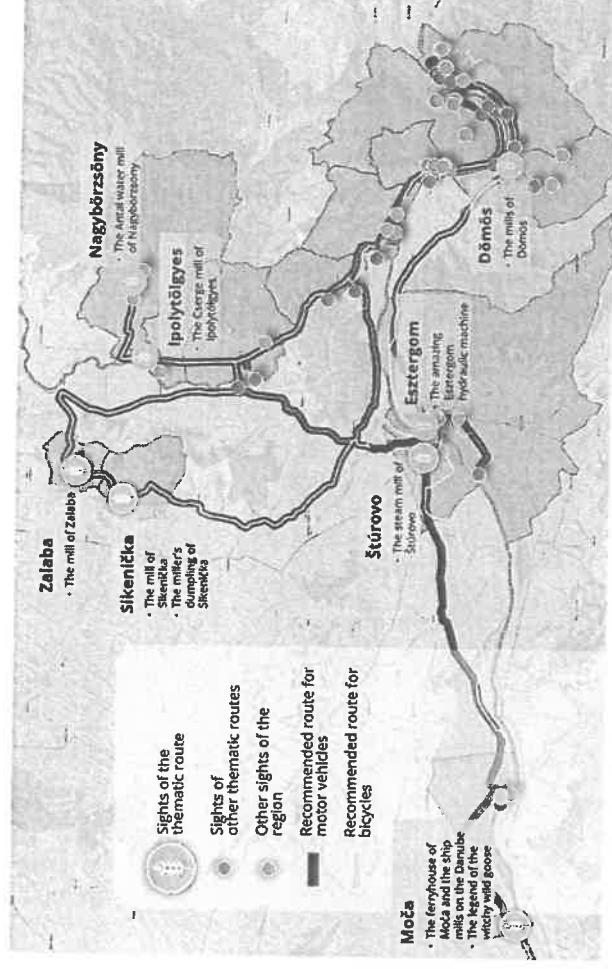 Zalaba
• The mill of Zalaba
Sikenička
• The mill of
Sikenička
• The miller's
dumpling of
Sikenička
Nagybörzsöny
• The Antal water mill
of Nagybörzsöny
Ipolytölgyes
• The Cserge mill of
Ipolytölgyes
Štúrovo
• The steam mill of
Štúrovo
Esztergom
• The amazing
Esztergom
hydraulic machine
Dömös
• The mills of
Dömös
Moča
• The ferryhouse of
Moča and the ship
mills on the Danube
• The legend of the
witchy wild goose
Sights of the
thematic route
Sights of
other thematic routes
Other sights of the
region
Recommended route for
motor vehicles
Recommended route for
bicycles